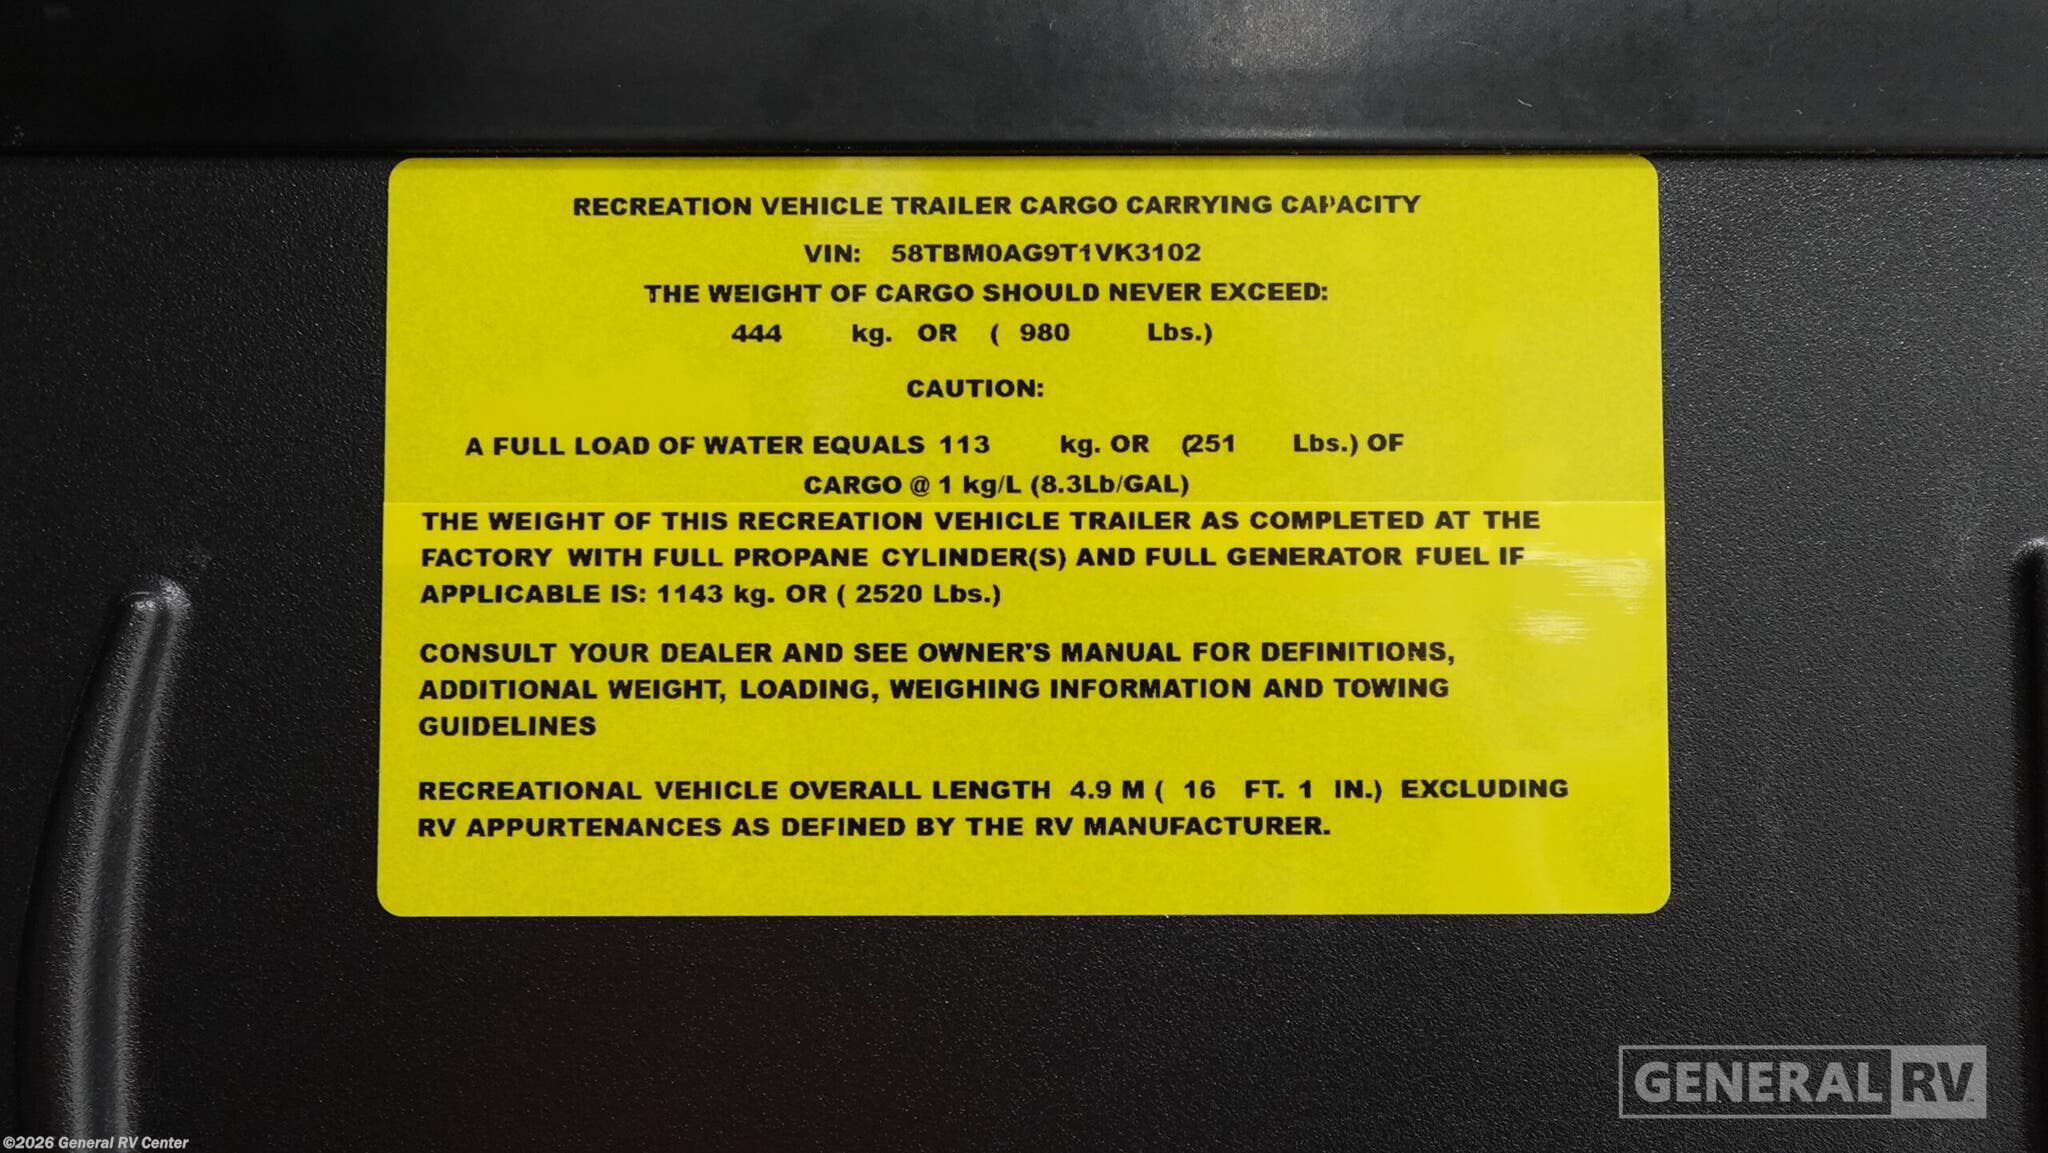 RECREATION VEHICLE TRAILER CARGO CARRYING CAPACITY
VIN: 58TBM0AG9T1VK3102
THE WEIGHT OF CARGO SHOULD NEVER EXCEED:
444 kg. OR ( 980 Lbs.)
CAUTION:
A FULL LOAD OF WATER EQUALS 113 kg. OR (251 Lbs.) OF
CARGO @ 1 kg/L (8.3Lb/GAL)
THE WEIGHT OF THIS RECREATION VEHICLE TRAILER AS COMPLETED AT THE
FACTORY WITH FULL PROPANE CYLINDER(S) AND FULL GENERATOR FUEL IF
APPLICABLE IS: 1143 kg. OR ( 2520 Lbs.)
CONSULT YOUR DEALER AND SEE OWNER'S MANUAL FOR DEFINITIONS,
ADDITIONAL WEIGHT, LOADING, WEIGHING INFORMATION AND TOWING
GUIDELINES
RECREATIONAL VEHICLE OVERALL LENGTH 4.9 M ( 16 FT. 1 IN.) EXCLUDING
RV APPURTENANCES AS DEFINED BY THE RV MANUFACTURER.
GENERAL RV
©2026 General RV Center